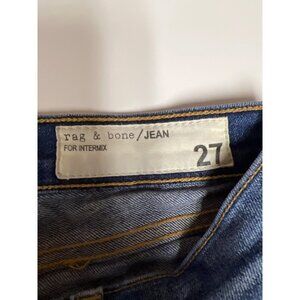 rag & bone/JEAN
FOR INTERMIX
27